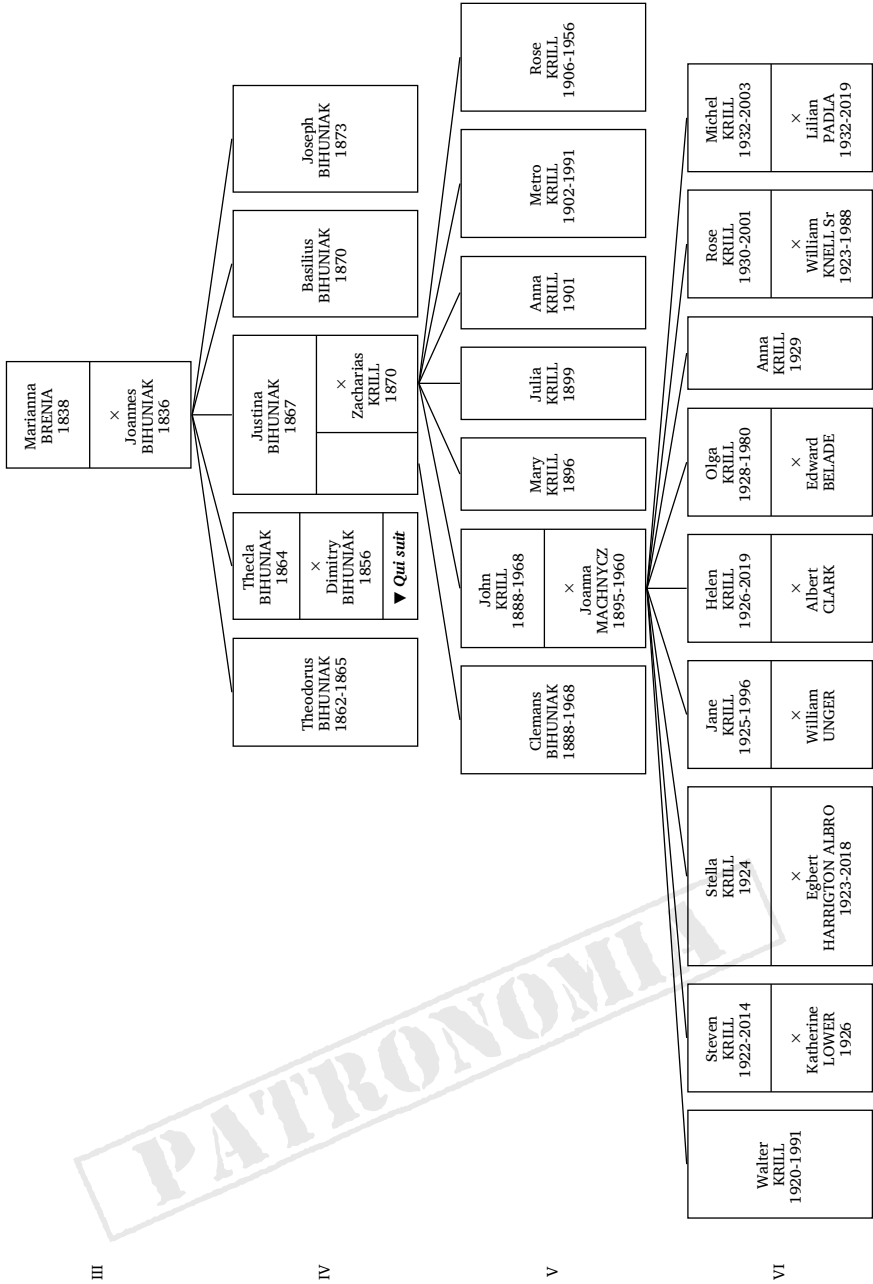 III
Marianna
BRENIA
1838
×
Joannes
BIHUNIAK
1836
IV
Theodorus
BIHUNIAK
1862-1865
Thecla
BIHUNIAK
1864
×
Dimitry
BIHUNIAK
1856
▼ Qui suit
Justina
BIHUNIAK
1867
×
Zacharias
KRILL
1870
Basilius
BIHUNIAK
1870
Joseph
BIHUNIAK
1873
V
Clemans
BIHUNIAK
1888-1968
John
KRILL
1888-1968
×
Joanna
MACHNYCZ
1895-1960
Mary
KRILL
1896
Julia
KRILL
1899
Anna
KRILL
1901
Metro
KRILL
1902-1991
Rose
KRILL
1906-1956
VI
Walter
KRILL
1920-1991
Steven
KRILL
1922-2014
×
Katherine
LOWER
1926
Stella
KRILL
1924
×
Egbert
HARRIGTON ALBRO
1923-2018
Jane
KRILL
1925-1996
×
William
UNGER
Helen
KRILL
1926-2019
×
Albert
CLARK
Olga
KRILL
1928-1980
×
Edward
BELADE
Anna
KRILL
1929
Rose
KRILL
1930-2001
×
William
KNELL Sr
1923-1988
Michel
KRILL
1932-2003
×
Lilian
PADLA
1932-2019
PATRONOMIA